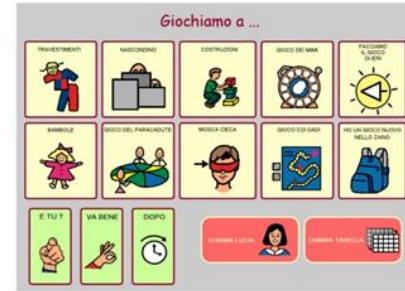 Giochiamo a ...
TRAVESTIMENTI
NASCONDINO
COSTRUZIONI
GIOCO DEI MIMI
FACCIAMO
IL GIOCO
DI IERI
BAMBOLE
GIOCO DEL PARACADUTE
MOSCA CIECA
GIOCO COI DADI
HO UN GIOCO NUOVO
NELLO ZAINO
E TU ?
VA BENE
DOPO
CHIAMA LUCIA
CAMBIA TABELLA